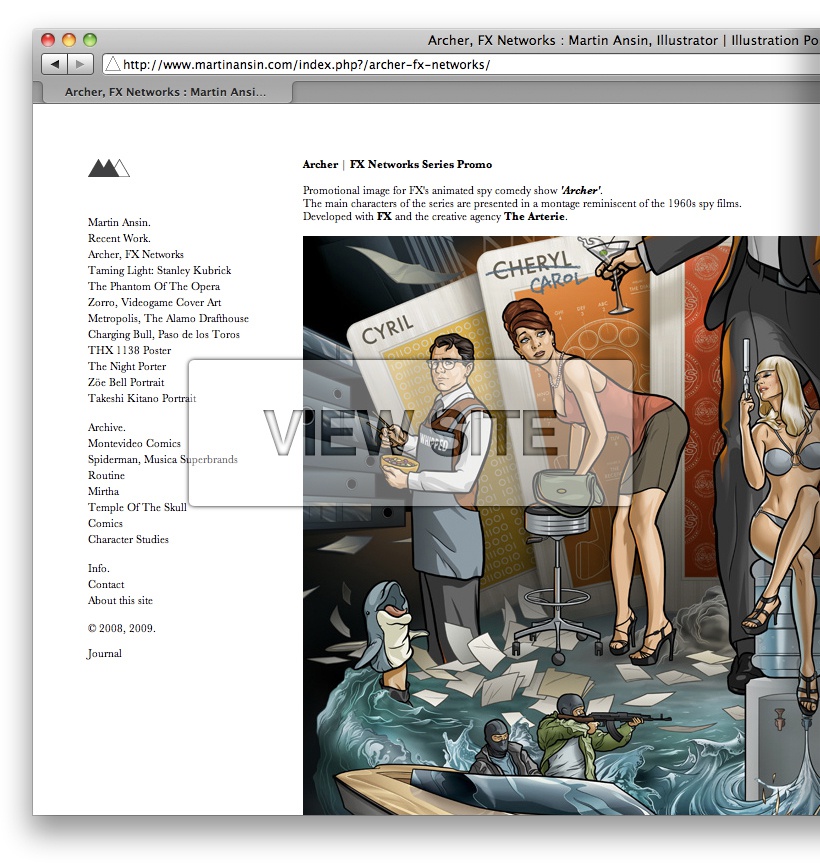 Archer, FX Networks : Martin Ansin, Illustrator | Illustration Po
http://www.martinansin.com/index.php?/archer-fx-networks/
Archer, FX Networks : Martin Ansi...
Archer | FX Networks Series Promo
Promotional image for FX's animated spy comedy show 'Archer'.
The main characters of the series are presented in a montage reminiscent of the 1960s spy films.
Developed with FX and the creative agency The Arterie.
Martin Ansin.
Recent Work.
Archer, FX Networks
Taming Light: Stanley Kubrick
The Phantom Of The Opera
Zorro, Videogame Cover Art
Metropolis, The Alamo Drafthouse
Charging Bull, Paso de los Toros
THX 1138 Poster
The Night Porter
Zöe Bell Portrait
Takeshi Kitano Portrait
Archive.
Montevideo Comics
Spiderman, Musica Superbrands
Routine
Mirtha
Temple Of The Skull
Comics
Character Studies
Info.
Contact
About this site
© 2008, 2009.
Journal
CYRIL
CHERYL
CAROL
WHIPPED
VIEW SITE